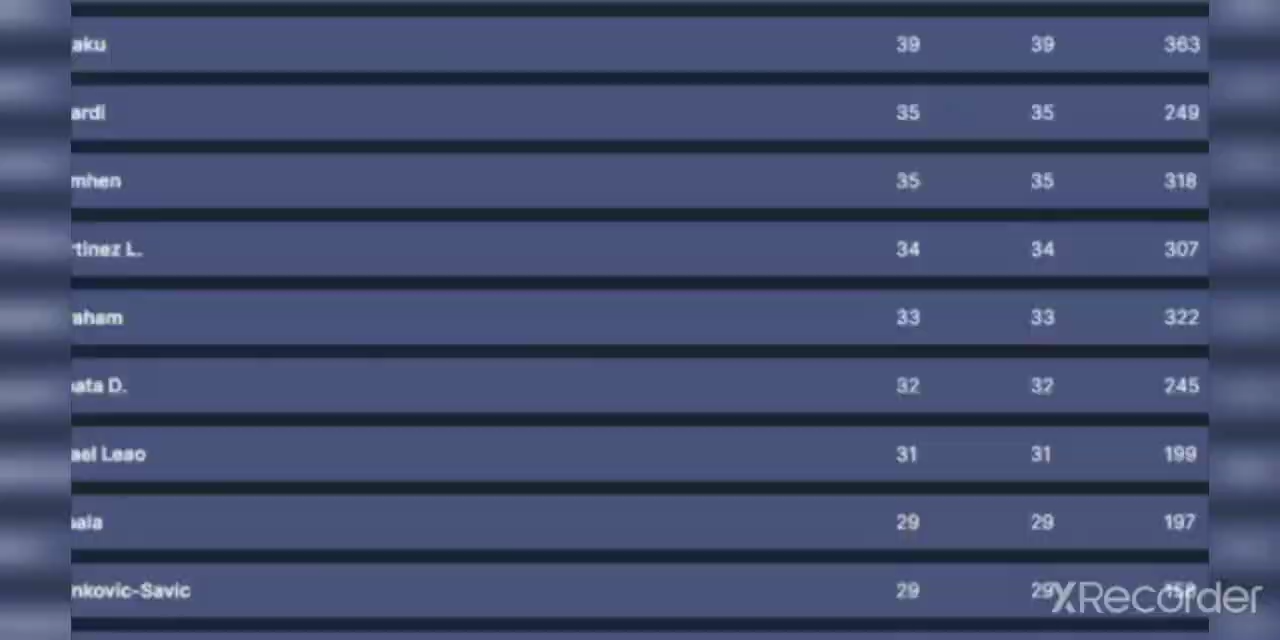 aku 39 39 363
ardi 35 35 249
mhen 35 35 318
rtinez L. 34 34 307
aham 33 33 322
ata D. 32 32 245
ael Leao 31 31 199
ala 29 29 197
nkovic-Savic 29 29
XRecorder